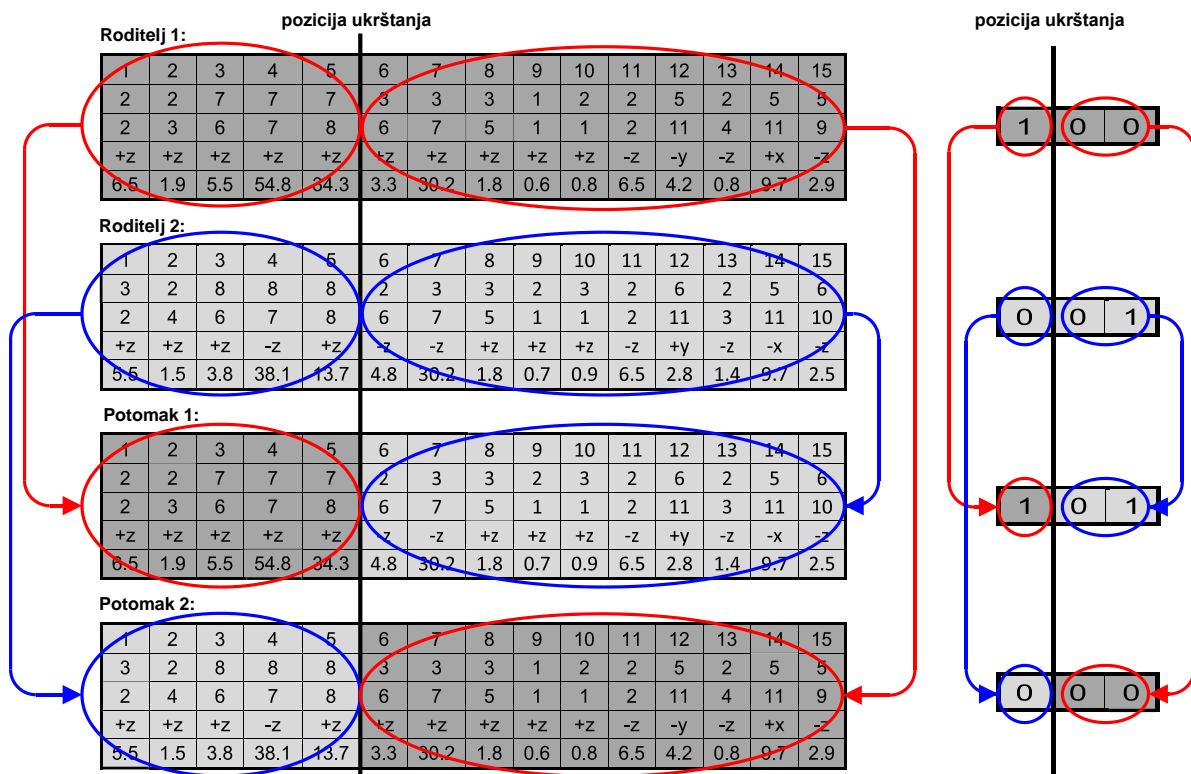 pozicija ukrštanja
Roditelj 1:
1 2 3 4 5 6 7 8 9 10 11 12 13 14 15
2 2 7 7 7 3 3 3 1 2 2 5 2 5 5
2 3 6 7 8 6 7 5 1 1 2 11 4 11 9
+z +z +z +z +z +z +z +z +z +z -z -y -z +x -z
6.5 1.9 5.5 54.8 34.3 3.3 30.2 1.8 0.6 0.8 6.5 4.2 0.8 9.7 2.9
Roditelj 2:
1 2 3 4 5 6 7 8 9 10 11 12 13 14 15
3 2 8 8 8 2 3 3 2 3 2 6 2 5 6
2 4 6 7 8 6 7 5 1 1 2 11 3 11 10
+z +z +z -z +z -z -z +z +z +z -z +y -z -x -z
5.5 1.5 3.8 38.1 13.7 4.8 30.2 1.8 0.7 0.9 6.5 2.8 1.4 9.7 2.5
Potomak 1:
1 2 3 4 5 6 7 8 9 10 11 12 13 14 15
2 2 7 7 7 2 3 3 2 3 2 6 2 5 6
2 3 6 7 8 6 7 5 1 1 2 11 3 11 10
+z +z +z +z +z -z -z +z +z +z -z +y -z -x -z
6.5 1.9 5.5 54.8 34.3 4.8 30.2 1.8 0.7 0.9 6.5 2.8 1.4 9.7 2.5
Potomak 2:
1 2 3 4 5 6 7 8 9 10 11 12 13 14 15
3 2 8 8 8 3 3 3 1 2 2 5 2 5 5
2 4 6 7 8 6 7 5 1 1 2 11 4 11 9
+z +z +z -z +z +z +z +z +z +z -z -y -z +x -z
5.5 1.5 3.8 38.1 13.7 3.3 30.2 1.8 0.6 0.8 6.5 4.2 0.8 9.7 2.9
pozicija ukrštanja
1 0 0
0 0 1
1 0 1
0 0 0